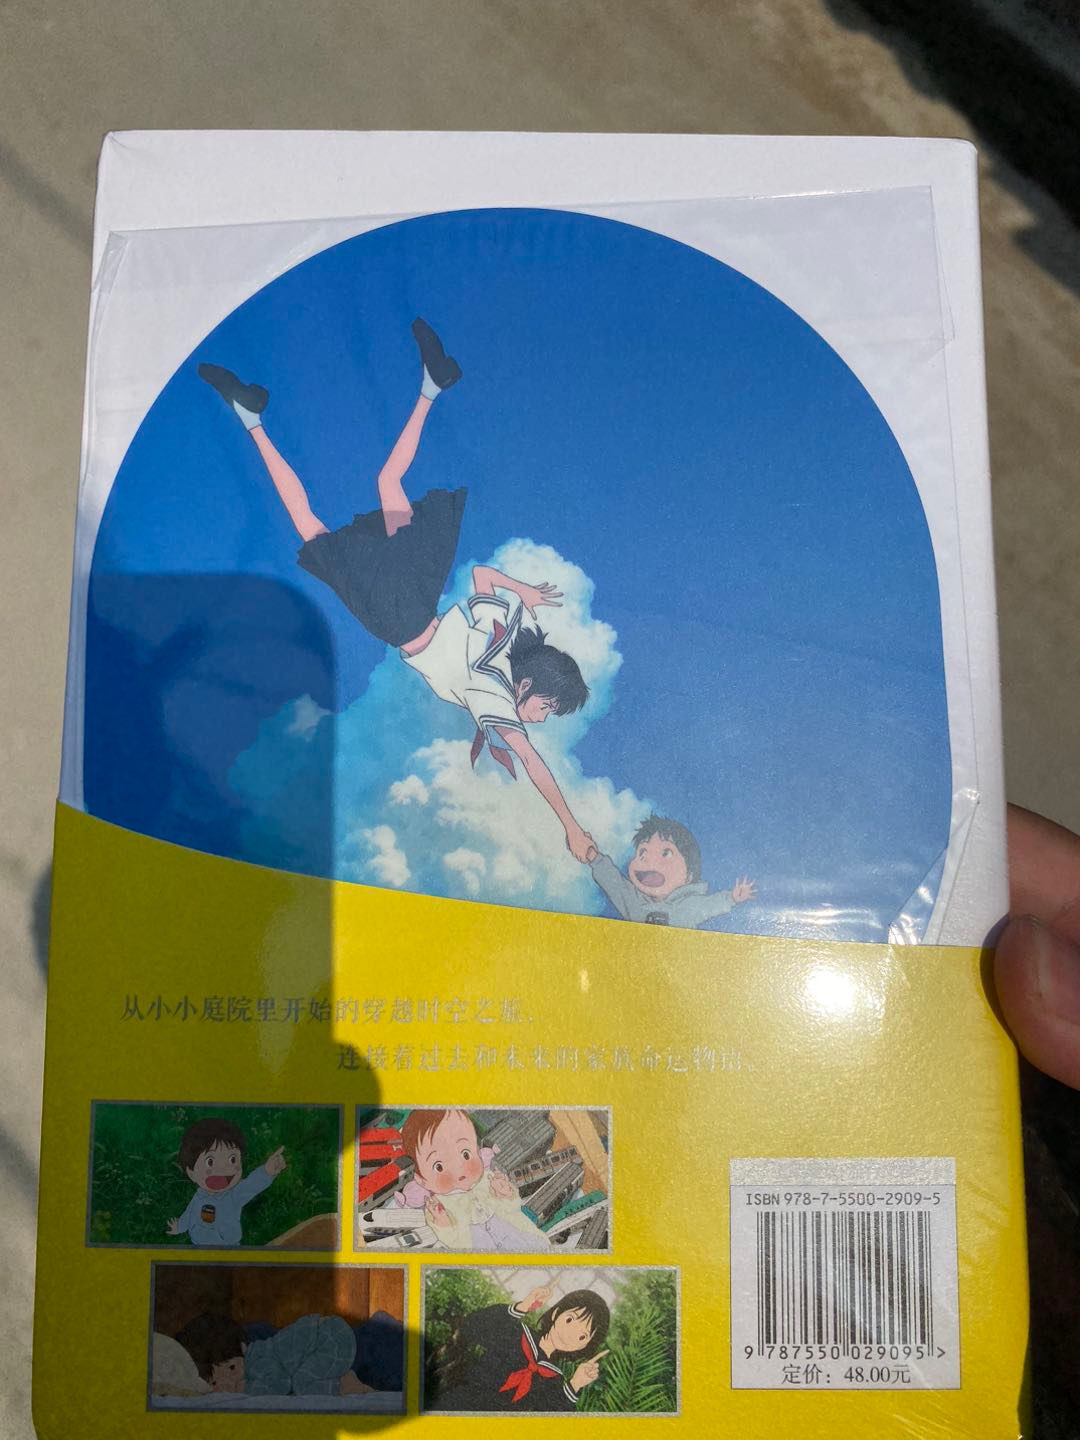 从小小庭院里开始的穿越时空之旅，
连接着过去和未来的家族命运物语。
ISBN 978-7-5500-2909-5
9 787550 029095 >
定价：48.00元